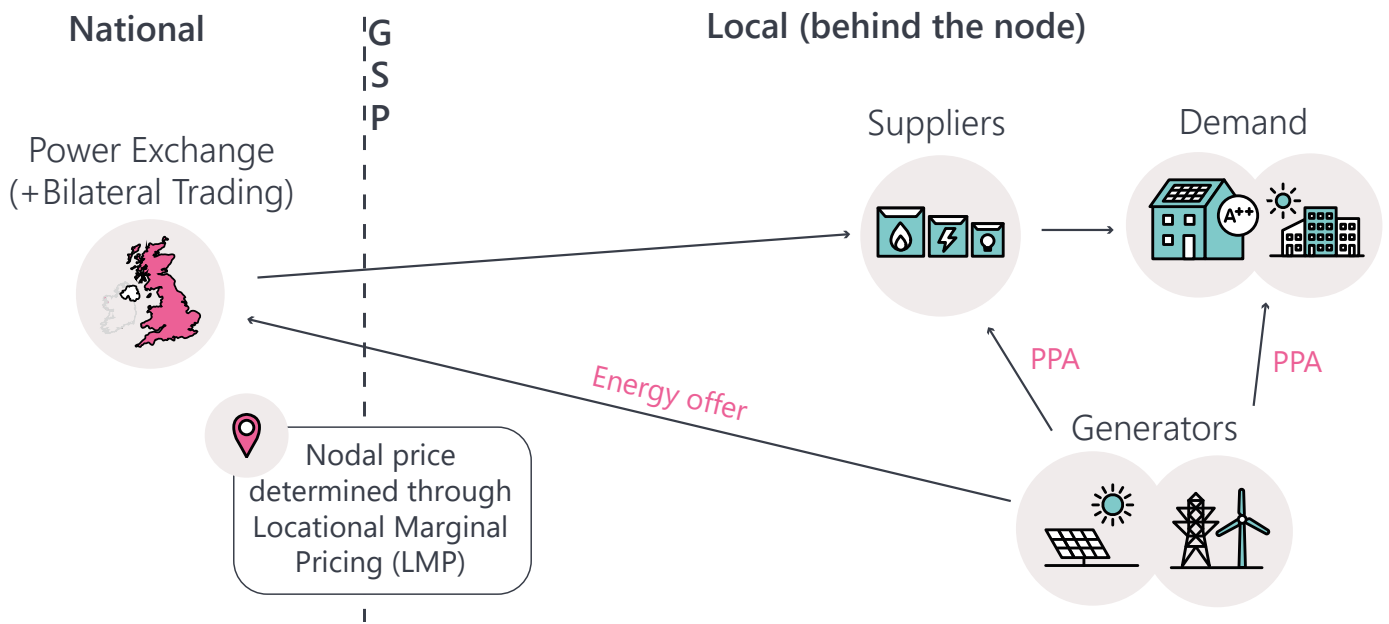 National
G
S
P
Local (behind the node)
Power Exchange
(+Bilateral Trading)
Suppliers
Demand
A++
PPA
PPA
Energy offer
Generators
Nodal price
determined through
Locational Marginal
Pricing (LMP)